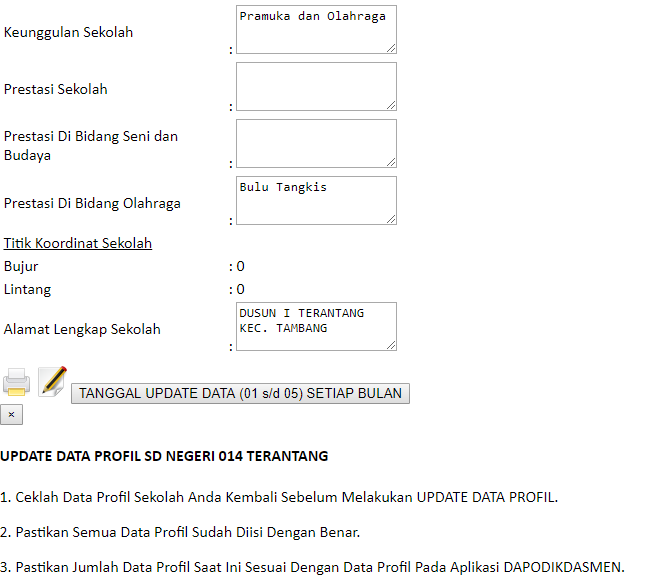 Keunggulan Sekolah : Pramuka dan Olahraga
Prestasi Sekolah :
Prestasi Di Bidang Seni dan
Budaya :
Prestasi Di Bidang Olahraga : Bulu Tangkis
Titik Koordinat Sekolah
Bujur : 0
Lintang : 0
Alamat Lengkap Sekolah : DUSUN I TERANTANG
KEC. TAMBANG
TANGGAL UPDATE DATA (01 s/d 05) SETIAP BULAN
×
UPDATE DATA PROFIL SD NEGERI 014 TERANTANG
1. Ceklah Data Profil Sekolah Anda Kembali Sebelum Melakukan UPDATE DATA PROFIL.
2. Pastikan Semua Data Profil Sudah Diisi Dengan Benar.
3. Pastikan Jumlah Data Profil Saat Ini Sesuai Dengan Data Profil Pada Aplikasi DAPODIKDASMEN.